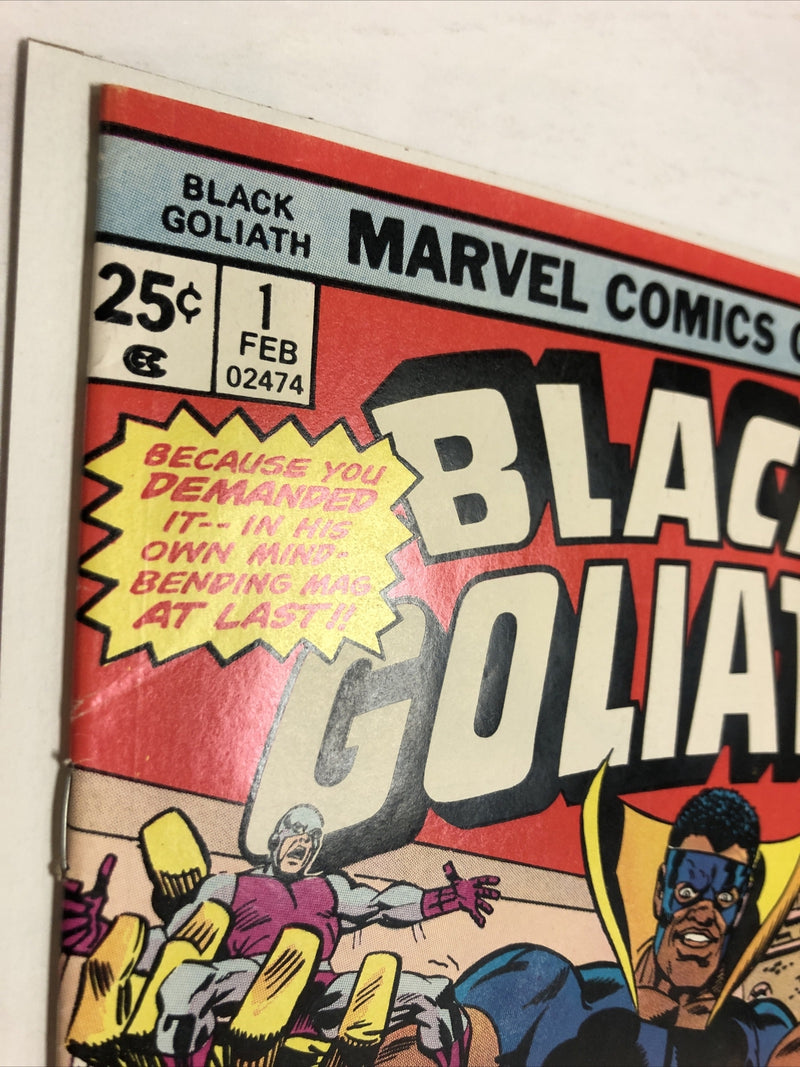 BLACK
GOLIATH
MARVEL COMICS
25¢
1
FEB
02474
CC
BLAC
GOLIAT
BECAUSE YOU
DEMANDED
IT-- IN HIS
OWN MIND-
BENDING MAG
AT LAST!!